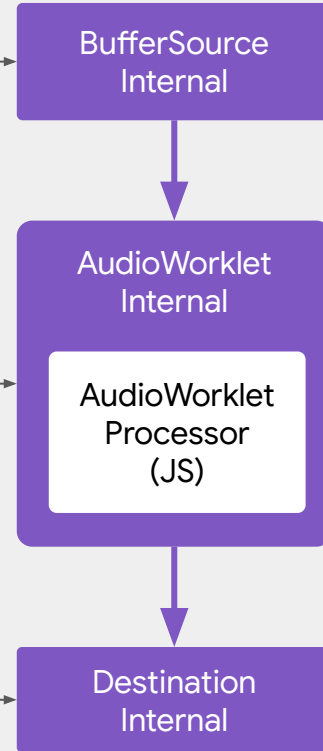 BufferSource
Internal
AudioWorklet
Internal
AudioWorklet
Processor
(JS)
Destination
Internal